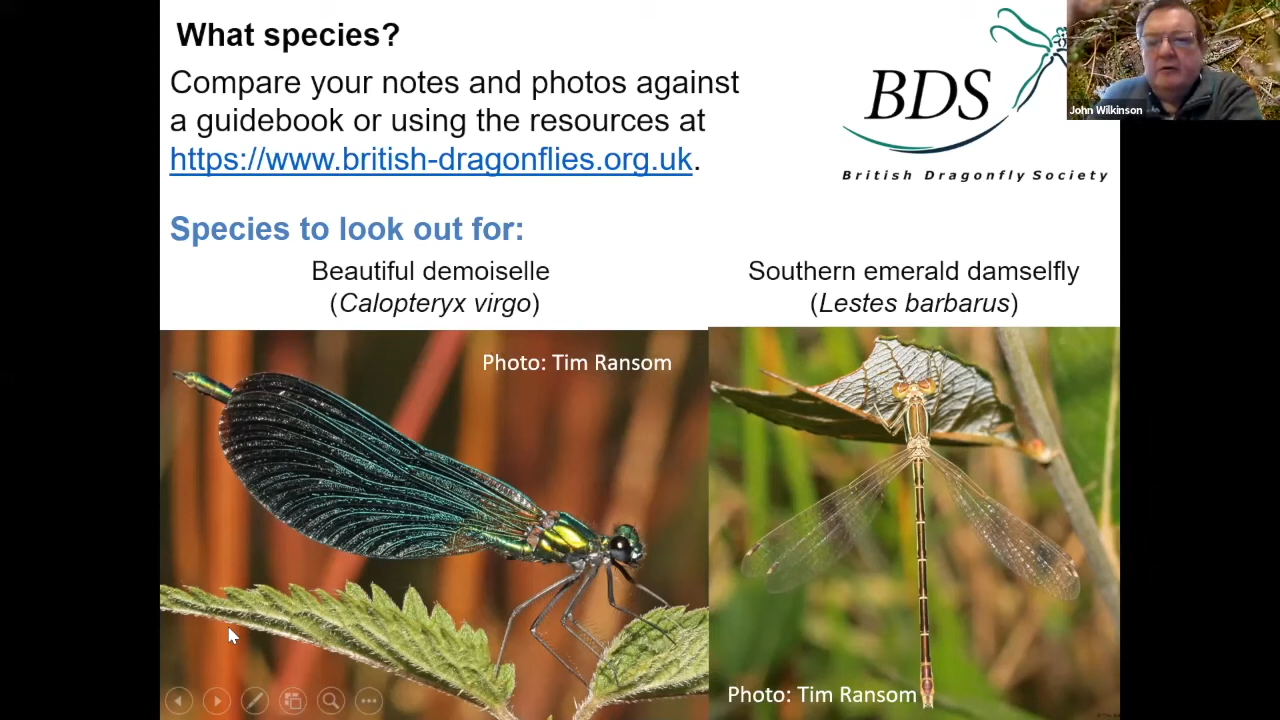 What species?
Compare your notes and photos against
a guidebook or using the resources at
https://www.british-dragonflies.org.uk.
BDS
British Dragonfly Society
John Wilkinson
Species to look out for:
Beautiful demoiselle
(Calopteryx virgo)
Southern emerald damselfly
(Lestes barbarus)
Photo: Tim Ransom
Photo: Tim Ransom